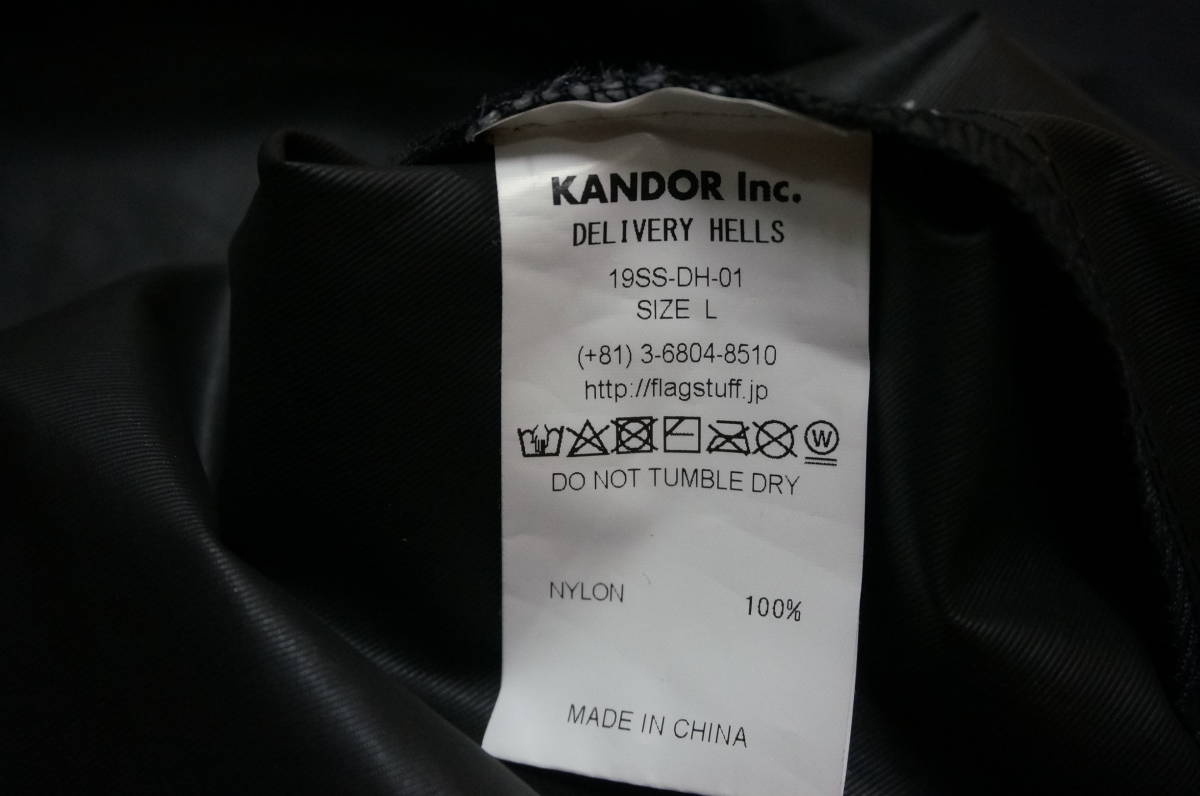 KANDOR Inc.
DELIVERY HELLS
19SS-DH-01
SIZE L
(+81) 3-6804-8510
http://flagstuff.jp
W
DO NOT TUMBLE DRY
NYLON 100%
MADE IN CHINA